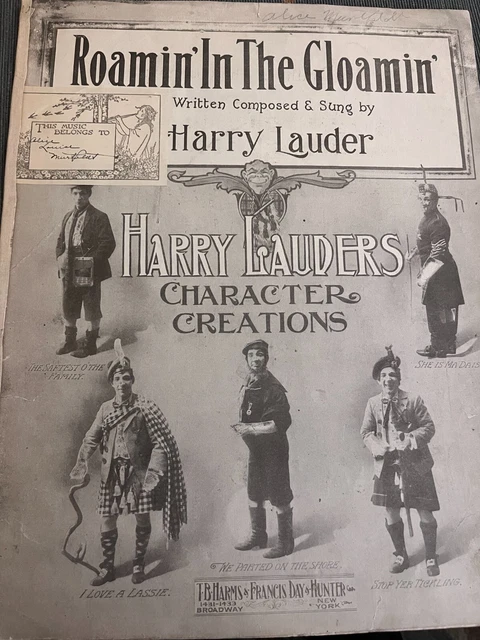 Roamin' In The Gloamin'
Written Composed & Sung by
Harry Lauder
THIS MUSIC
BELONGS TO
Alice
Louise
HARRY LAUDERS
CHARACTER
CREATIONS
THE SAFTEST O' THE
FAMILY.
SHE IS MA DAISY
I LOVE A LASSIE.
WE PARTED ON THE SHORE.
STOP YER TICKLING.
T.B. HARMS & FRANCIS DAY & HUNTER
1431-1433
BROADWAY
NEW
YORK